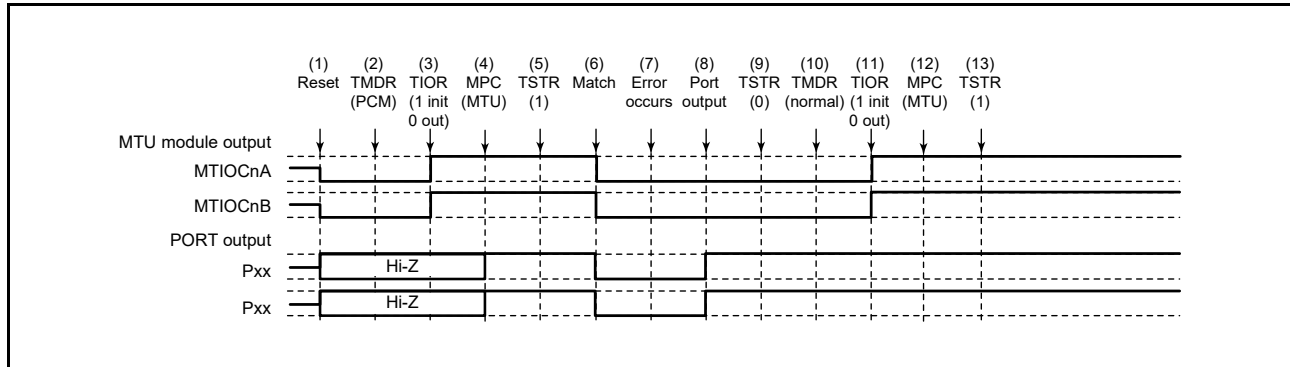 (1) (2) (3) (4) (5) (6) (7) (8) (9) (10) (11) (12) (13)
Reset TMDR TIOR MPC TSTR Match Error Port TSTR TMDR TIOR MPC TSTR
(PCM) (1 init (MTU) (1) occurs output (0) (normal) (1 init (MTU) (1)
0 out) 0 out)
MTU module output
MTIOCnA
MTIOCnB
PORT output
Pxx Hi-Z
Pxx Hi-Z